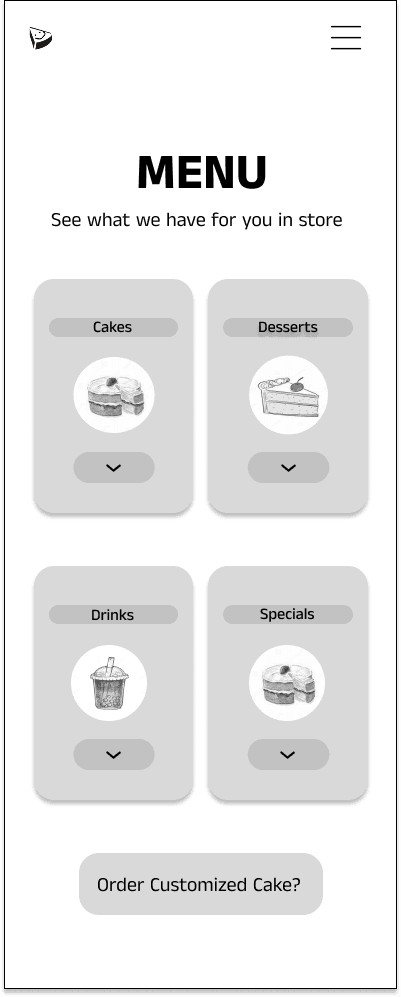 MENU
See what we have for you in store
Cakes
Desserts
Drinks
Specials
Order Customized Cake?